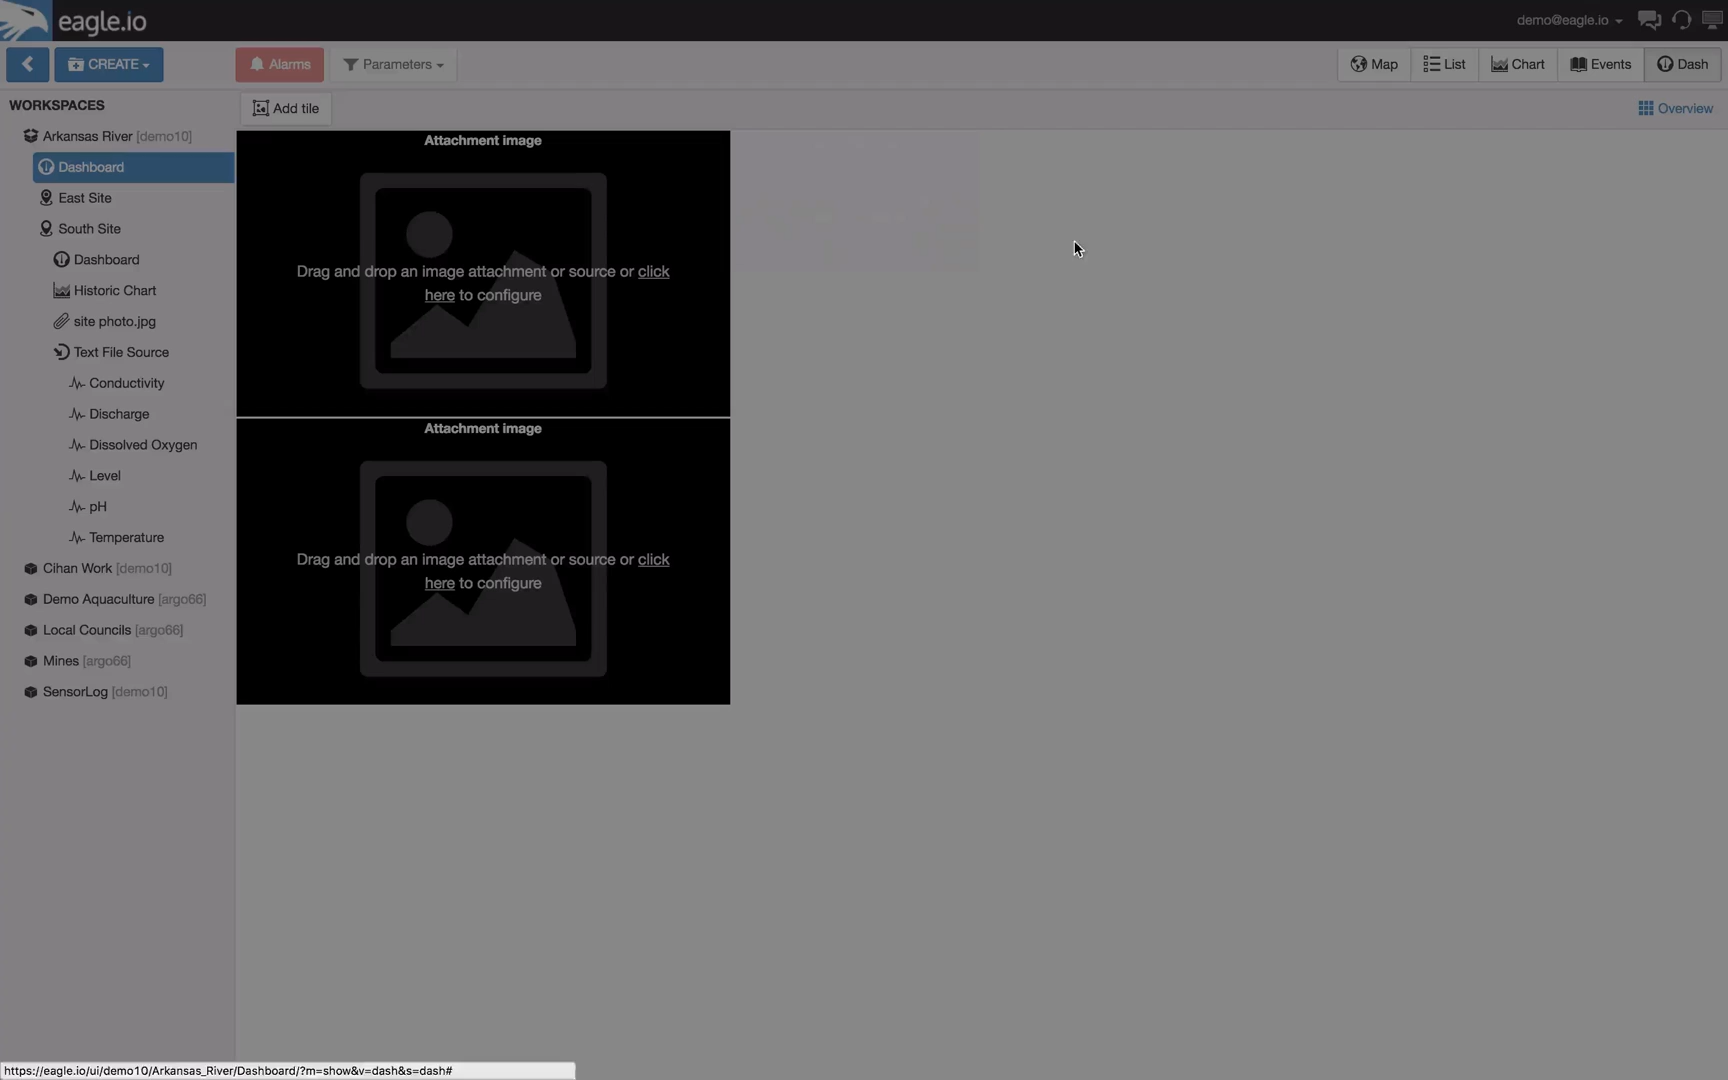 eagle.io
demo@eagle.io
CREATE
Alarms
Parameters
Map
List
Chart
Events
Dash
WORKSPACES
Add tile
Overview
Arkansas River [demo10]
Dashboard
East Site
South Site
Dashboard
Historic Chart
site photo.jpg
Text File Source
Conductivity
Discharge
Dissolved Oxygen
Level
pH
Temperature
Cihan Work [demo10]
Demo Aquaculture [argo66]
Local Councils [argo66]
Mines [argo66]
SensorLog [demo10]
Attachment image
Drag and drop an image attachment or source or click
here to configure
Attachment image
Drag and drop an image attachment or source or click
here to configure
https://eagle.io/ui/demo10/Arkansas_River/Dashboard/?m=show&v=dash&s=dash#